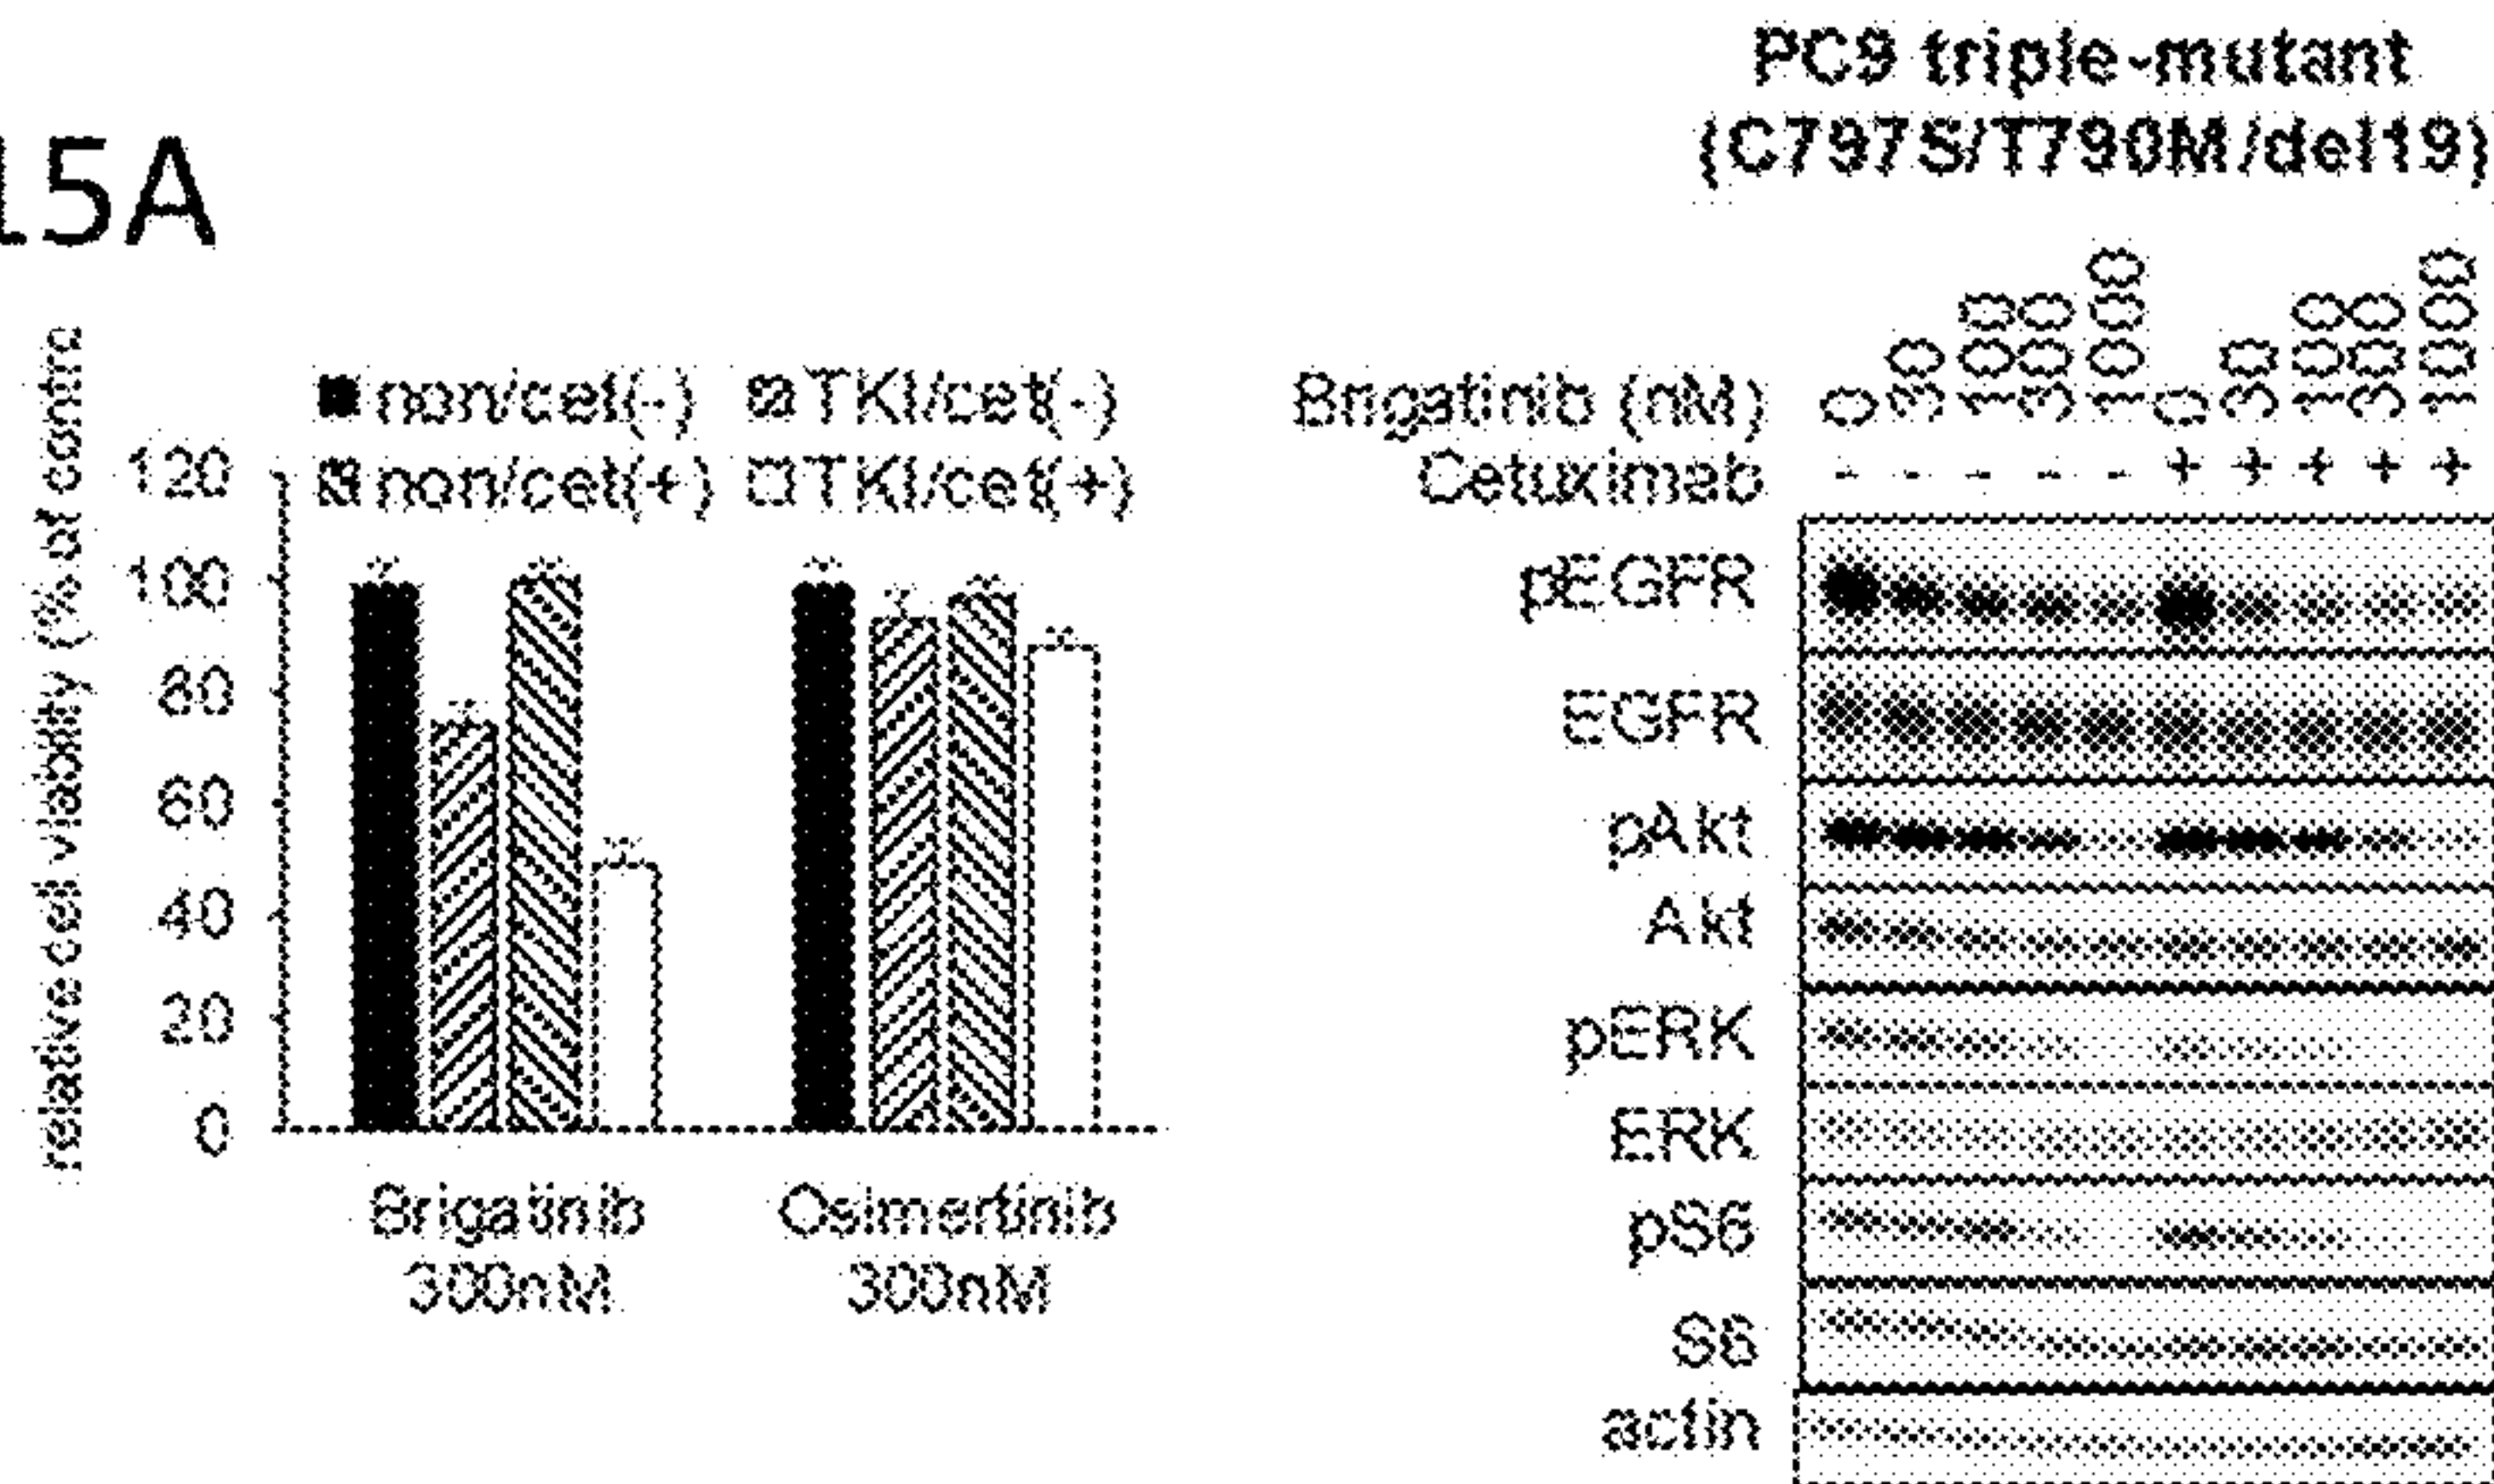 15A
PC9 triple-mutant
(C797S/T790M/del19)
relative cell viability (% of contro
non/cet(-) TKI/cet(-)
non/cet(+) TKI/cet(+)
120
100
80
60
40
20
0
Brigatinib
300nM
Osimertinib
300nM
Brigatinib (nM) 0 30 100 300 1000 0 30 100 300 1000
Cetuximab - - - - - + + + + +
pEGFR
EGFR
pAkt
Akt
pERK
ERK
pS6
S6
actin